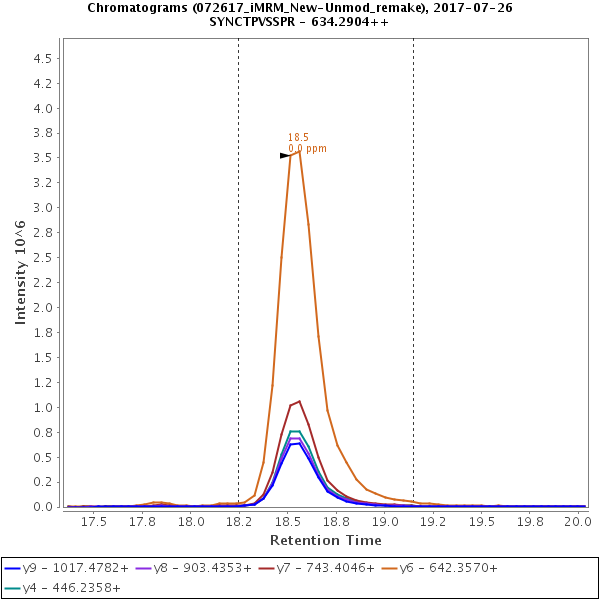 Chromatograms (072617_iMRM_New-Unmod_remake), 2017-07-26
SYNCTPVSSPR - 634.2904++
18.5
0.0 ppm
Intensity 10^6
4.5
4.2
4.0
3.8
3.5
3.2
3.0
2.8
2.5
2.2
2.0
1.8
1.5
1.2
1.0
0.8
0.5
0.2
0.0
17.5 17.8 18.0 18.2 18.5 18.8 19.0 19.2 19.5 19.8 20.0
Retention Time
y9 - 1017.4782+ y8 - 903.4353+ y7 - 743.4046+ y6 - 642.3570+
y4 - 446.2358+